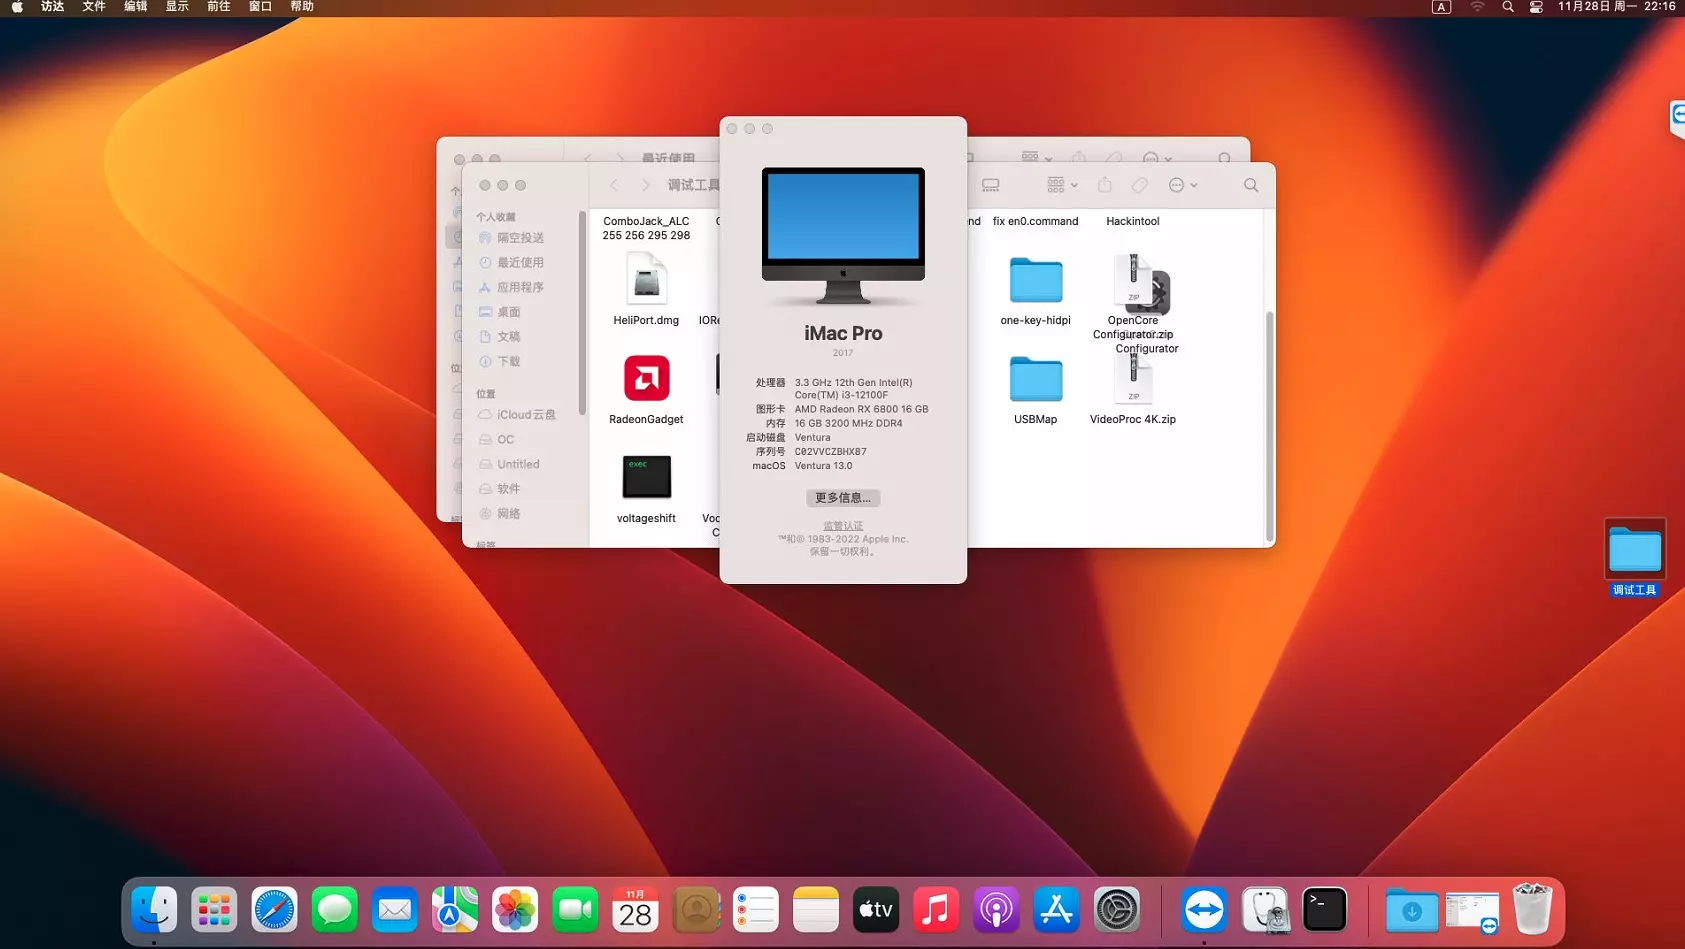 访达 文件 编辑 显示 前往 窗口 帮助
A 11月28日 周一 22:16
最近使用
调试工具
个人收藏
隔空投送
最近使用
应用程序
桌面
文稿
下载
位置
iCloud云盘
OC
Untitled
软件
网络
标签
ComboJack_ALC
255 256 295 298
HeliPort.dmg
RadeonGadget
exec
voltageshift
iMac Pro
2017
处理器 3.3 GHz 12th Gen Intel(R)
Core(TM) i3-12100F
图形卡 AMD Radeon RX 6800 16 GB
内存 16 GB 3200 MHz DDR4
启动磁盘 Ventura
序列号 C02VVCZBHX87
macOS Ventura 13.0
更多信息...
监管认证
™和© 1983-2022 Apple Inc.
保留一切权利。
fix en0.command
Hackintool
one-key-hidpi
ZIP
OpenCore
Configurator.zip
Configurator
USBMap
ZIP
VideoProc 4K.zip
调试工具
11月
28
tv